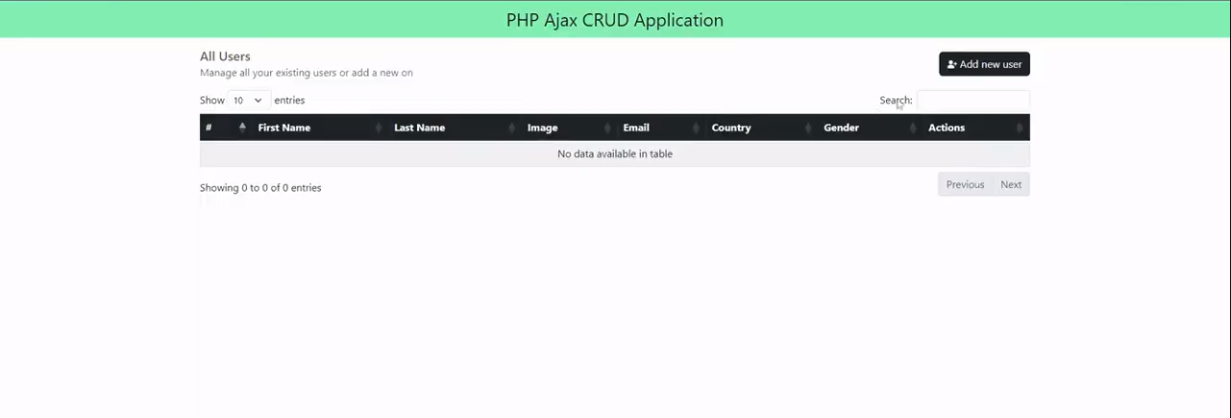 PHP Ajax CRUD Application
All Users
Manage all your existing users or add a new on
Add new user
Show 10 entries
Search:
# First Name Last Name Image Email Country Gender Actions
No data available in table
Showing 0 to 0 of 0 entries
Previous Next